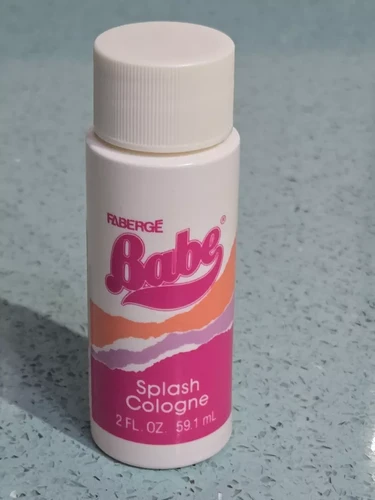 FABERGÉ
Babe®
Splash
Cologne
2 FL. OZ. 59.1 mL